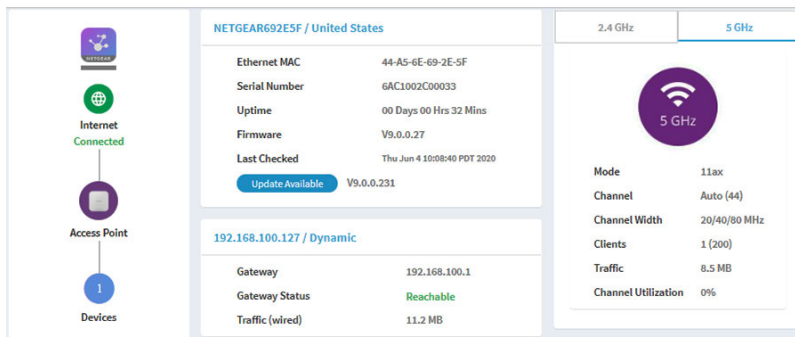 NETGEAR
Internet
Connected
Access Point
1
Devices
NETGEAR692E5F / United States
Ethernet MAC 44-A5-6E-69-2E-5F
Serial Number 6AC1002C00033
Uptime 00 Days 00 Hrs 32 Mins
Firmware V9.0.0.27
Last Checked Thu Jun 4 10:08:40 PDT 2020
Update Available V9.0.0.231
192.168.100.127 / Dynamic
Gateway 192.168.100.1
Gateway Status Reachable
Traffic (wired) 11.2 MB
2.4 GHz 5 GHz
5 GHz
Mode 11ax
Channel Auto (44)
Channel Width 20/40/80 MHz
Clients 1 (200)
Traffic 8.5 MB
Channel Utilization 0%